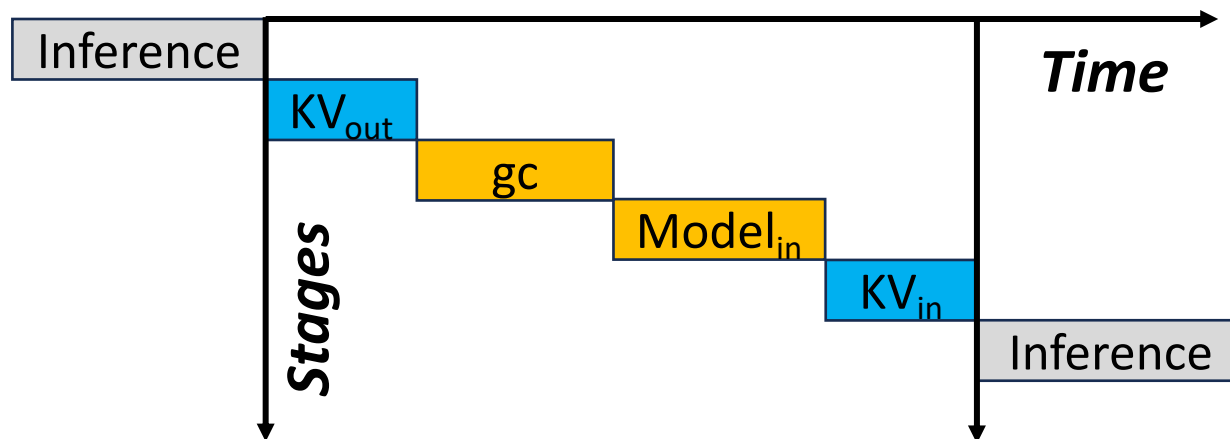 Inference
Time
KVout
gc
Modelin
Stages
KVin
Inference